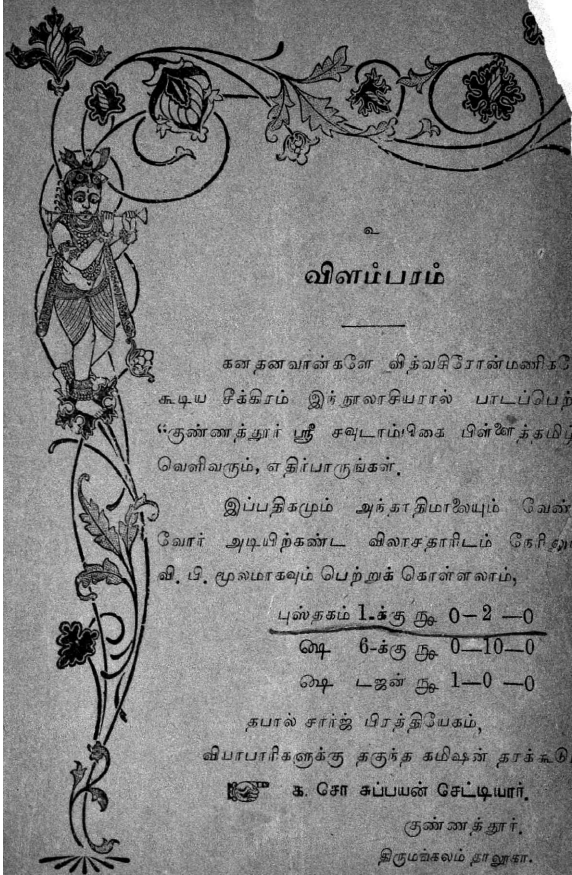 உ
விளம்பரம்
கனதனவான்களே வித்வசிரோன்மணிகளே
கூடிய சீக்கிரம் இந்நூலாசியரால் பாடப்பெற்
“குண்ணத்தூர் ஸ்ரீ சவுடாம்பிகை பிள்ளைத்தமிழ்
வெளிவரும், எதிர்பாருங்கள்.
இப்பதிகமும் அந்தாதிமாலையும் வேண்
வோர் அடியிற்கண்ட விலாசதாரிடம் நேரிலு
வி. பி. மூலமாகவும் பெற்றுக் கொள்ளலாம்,
புஸ்தகம் 1-க்கு ரூ 0—2—0
ஷை 6-க்கு ரூ 0—10—0
ஷை டஜன் ரூ 1—0—0
தபால் சார்ஜ் பிரத்தியேகம்,
வியாபாரிகளுக்கு தகுந்த கமிஷன் தரக்கூடு
க. சோ சுப்பயன் செட்டியார்.
குண்ணத்தூர்.
திருமங்கலம் தாலூகா.